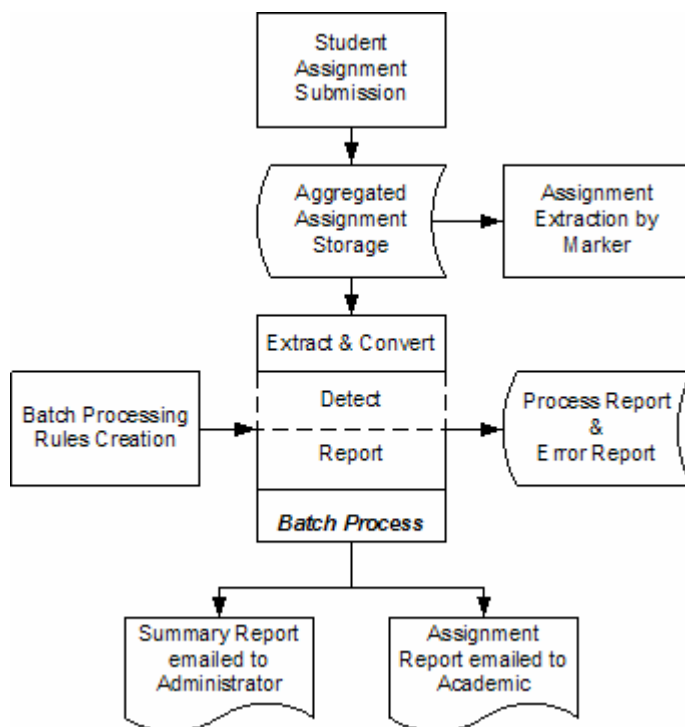 Student
Assignment
Submission
Aggregated
Assignment
Storage
Assignment
Extraction by
Marker
Extract & Convert
Detect
Report
Batch Process
Batch Processing
Rules Creation
Process Report
&
Error Report
Summary Report
emailed to
Administrator
Assignment
Report emailed to
Academic